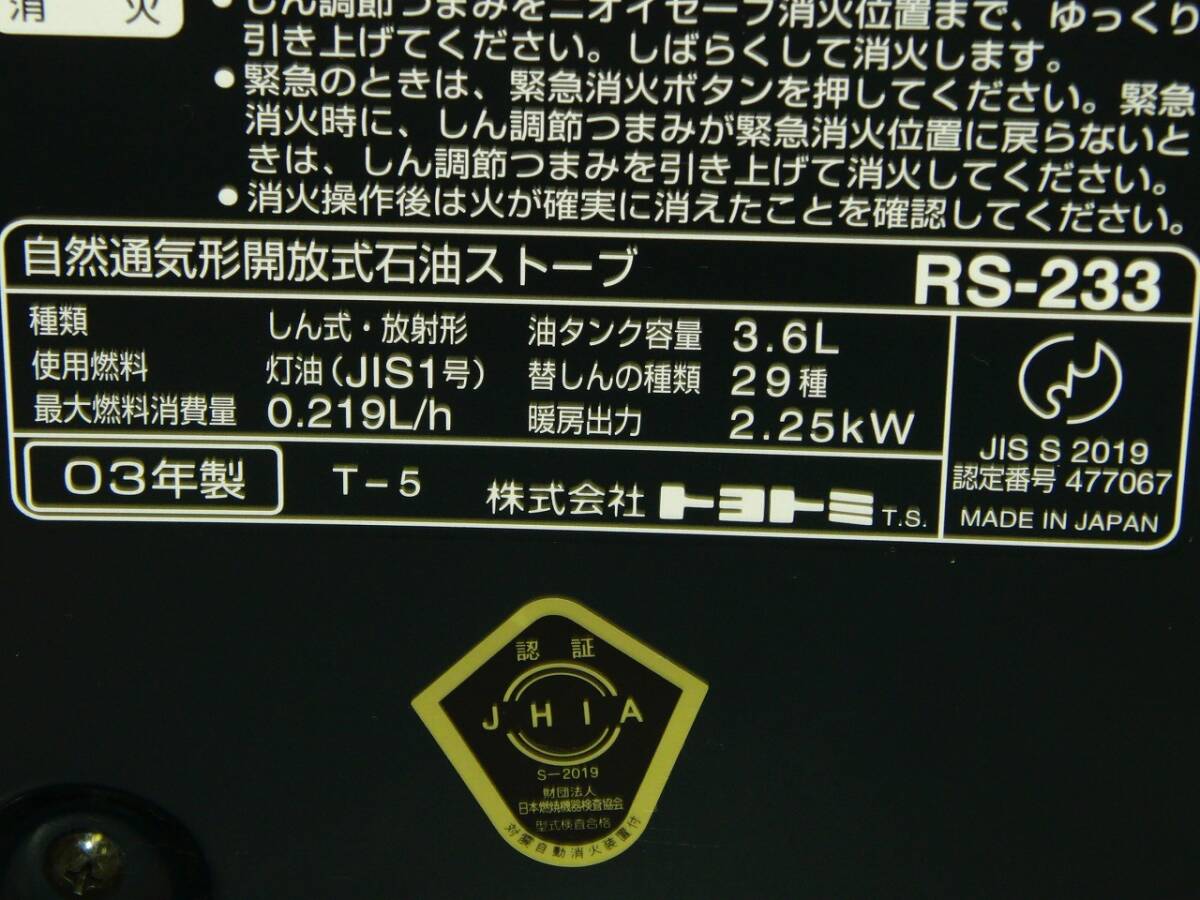 消 火
• しん調節つまみをニオイセーブ消火位置まで、ゆっくり
引き上げてください。しばらくして消火します。
• 緊急のときは、緊急消火ボタンを押してください。緊急
消火時に、しん調節つまみが緊急消火位置に戻らないと
きは、しん調節つまみを引き上げて消火してください。
• 消火操作後は火が確実に消えたことを確認してください。
自然通気形開放式石油ストーブ RS-233
種類 しん式・放射形 油タンク容量 3.6L
使用燃料 灯油(JIS1号) 替しんの種類 29種
最大燃料消費量 0.219L/h 暖房出力 2.25kW
JIS S 2019
認定番号 477067
MADE IN JAPAN
03年製 T-5 株式会社トヨトミ T.S.
認 証
JHIA
S-2019
財団法人
日本燃焼機器検査協会
型式検査合格
対震自動消火装置付